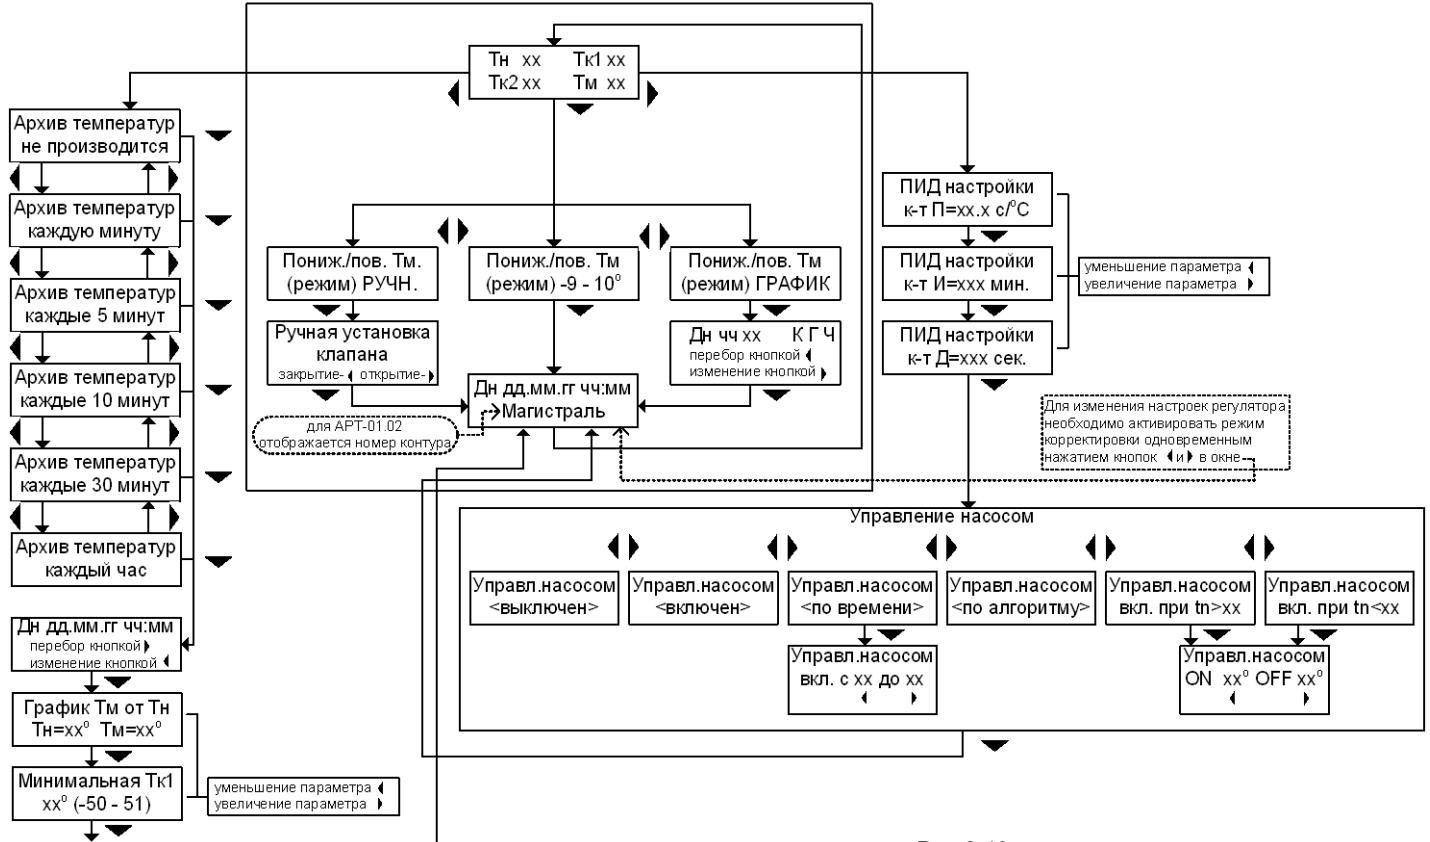 Тн xx Тк1 xx
Тк2 xx Тм xx
Архив температур
не производится
Архив температур
каждую минуту
Архив температур
каждые 5 минут
Архив температур
каждые 10 минут
Архив температур
каждые 30 минут
Архив температур
каждый час
Дн дд.мм.гг чч:мм
перебор кнопкой
изменение кнопкой
График Тм от Тн
Тн=xx° Тм=xx°
Минимальная Тк1
xx° (-50 - 51)
уменьшение параметра
увеличение параметра
Пониж./пов. Тм.
(режим) РУЧН.
Пониж./пов. Тм
(режим) -9 - 10°
Пониж./пов. Тм
(режим) ГРАФИК
Ручная установка
клапана
закрытие- открытие-
Дн чч xx К Г Ч
перебор кнопкой
изменение кнопкой
Дн дд.мм.гг чч:мм
Магистраль
для АРТ-01.02
отображается номер контура
ПИД настройки
к-т П=xx.x с/°С
ПИД настройки
к-т И=xxx мин.
ПИД настройки
к-т Д=xxx сек.
уменьшение параметра
увеличение параметра
Для изменения настроек регулятора
необходимо активировать режим
корректировки одновременным
нажатием кнопок и в окне
Управление насосом
Управл.насосом
<выключен>
Управл.насосом
<включен>
Управл.насосом
<по времени>
Управл.насосом
<по алгоритму>
Управл.насосом
вкл. при tn>xx
Управл.насосом
вкл. при tn<xx
Управл.насосом
вкл. с xx до xx
Управл.насосом
ON xx° OFF xx°